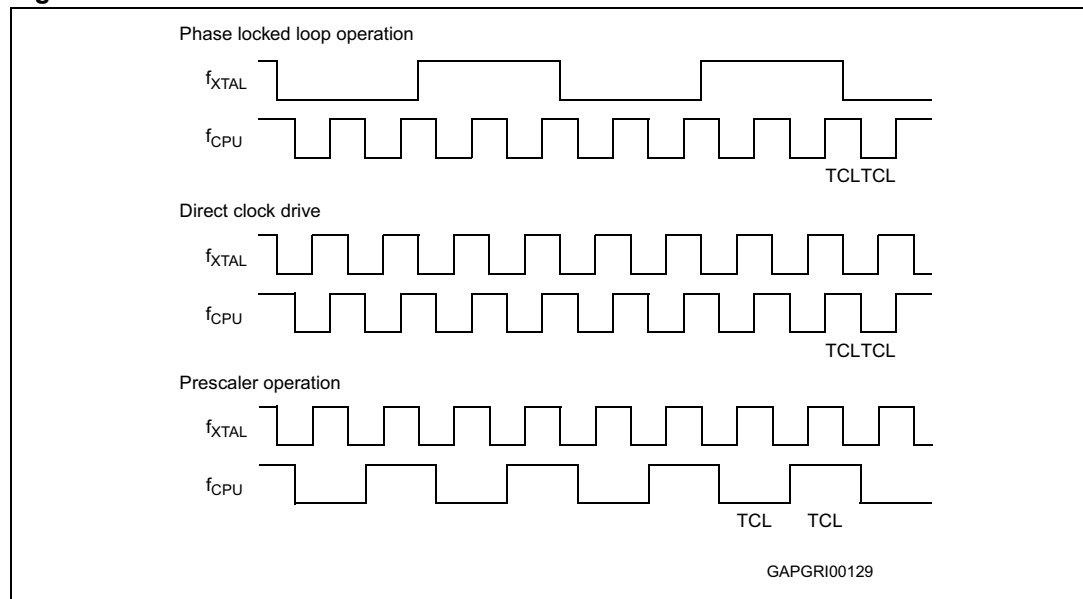 Phase locked loop operation
fXTAL
fCPU
TCLTCL
Direct clock drive
fXTAL
fCPU
TCLTCL
Prescaler operation
fXTAL
fCPU
TCL TCL
GAPGRI00129